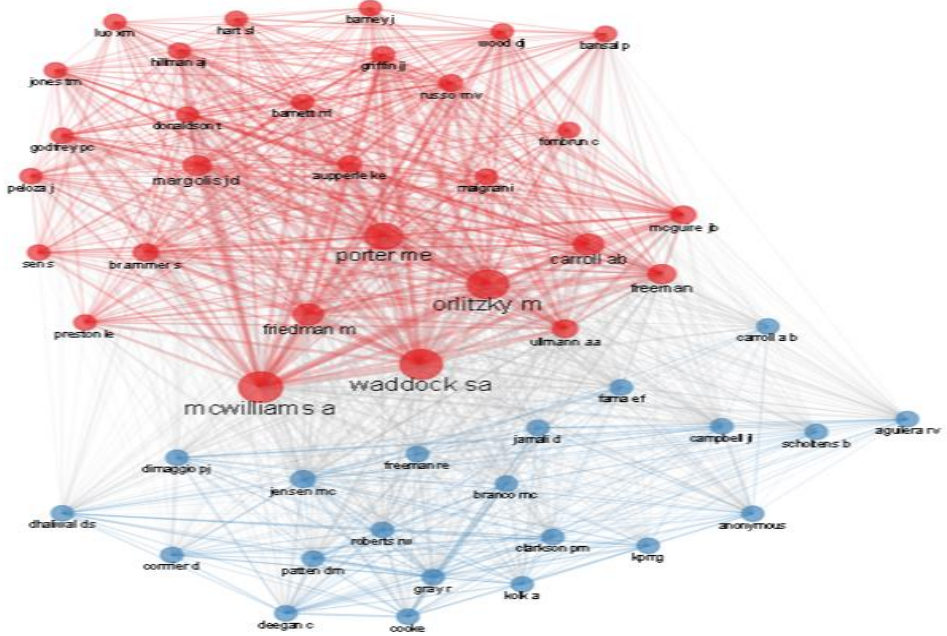 barney j
luo xm
hart sl
wood dj
bansal p
hillman aj
griffin jj
jones tm
russo mv
barnett ml
donaldson t
fombrun c
godfrey pc
margolis jd
aupperle ke
maignan i
peloza j
mcguire jb
porter me
carroll ab
sen s
brammer s
freeman
orlitzky m
preston le
friedman m
ullmann aa
carroll a b
waddock sa
mcwilliams a
fama ef
jamali d
campbell jl
scholtens b
aguilera rv
dimaggio pj
freeman re
jensen mc
branco mc
dhaliwal ds
anonymous
roberts rw
clarkson pm
kpmg
cormier d
patten dm
gray r
kolk a
deegan c
cooke